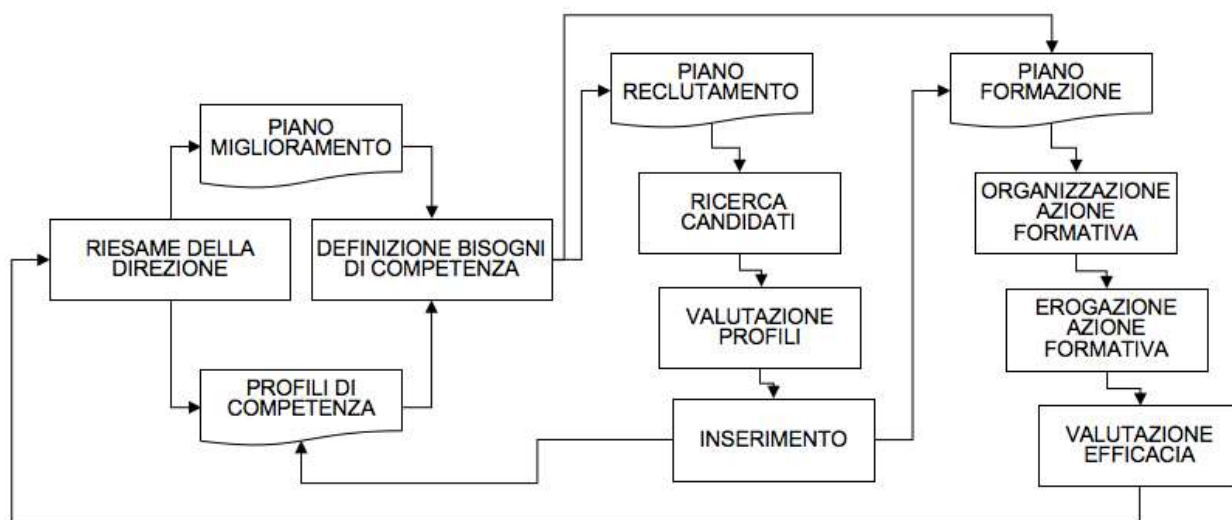 PIANO
MIGLIORAMENTO
RIESAME DELLA
DIREZIONE
DEFINIZIONE BISOGNI
DI COMPETENZA
PROFILI DI
COMPETENZA
PIANO
RECLUTAMENTO
RICERCA
CANDIDATI
VALUTAZIONE
PROFILI
INSERIMENTO
PIANO
FORMAZIONE
ORGANIZZAZIONE
AZIONE
FORMATIVA
EROGAZIONE
AZIONE
FORMATIVA
VALUTAZIONE
EFFICACIA